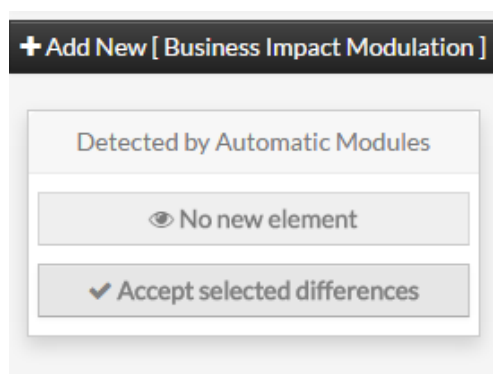 + Add New [ Business Impact Modulation ]
Detected by Automatic Modules
No new element
Accept selected differences